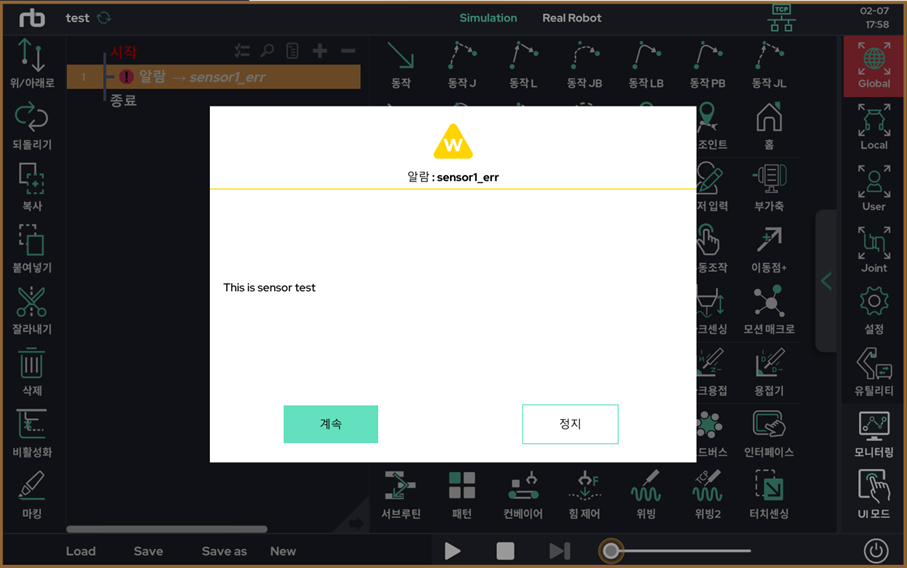 rb
test
Simulation
Real Robot
TCP
02-07
17:58
위/아래로
되돌리기
복사
붙여넣기
잘라내기
삭제
비활성화
마킹
시작
1 알람 → sensor1_err
종료
동작
동작 J
동작 L
동작 JB
동작 LB
동작 PB
동작 JL
조인트
홈
저 입력
부가축
동조작
이동점+
크센싱
모션 매크로
크용접
용접기
드버스
인터페이스
서브루틴
패턴
컨베이어
힘 제어
위빙
위빙2
터치센싱
W
알람 : sensor1_err
This is sensor test
계속
정지
Global
Local
User
Joint
설정
유틸리티
모니터링
UI 모드
Load
Save
Save as
New